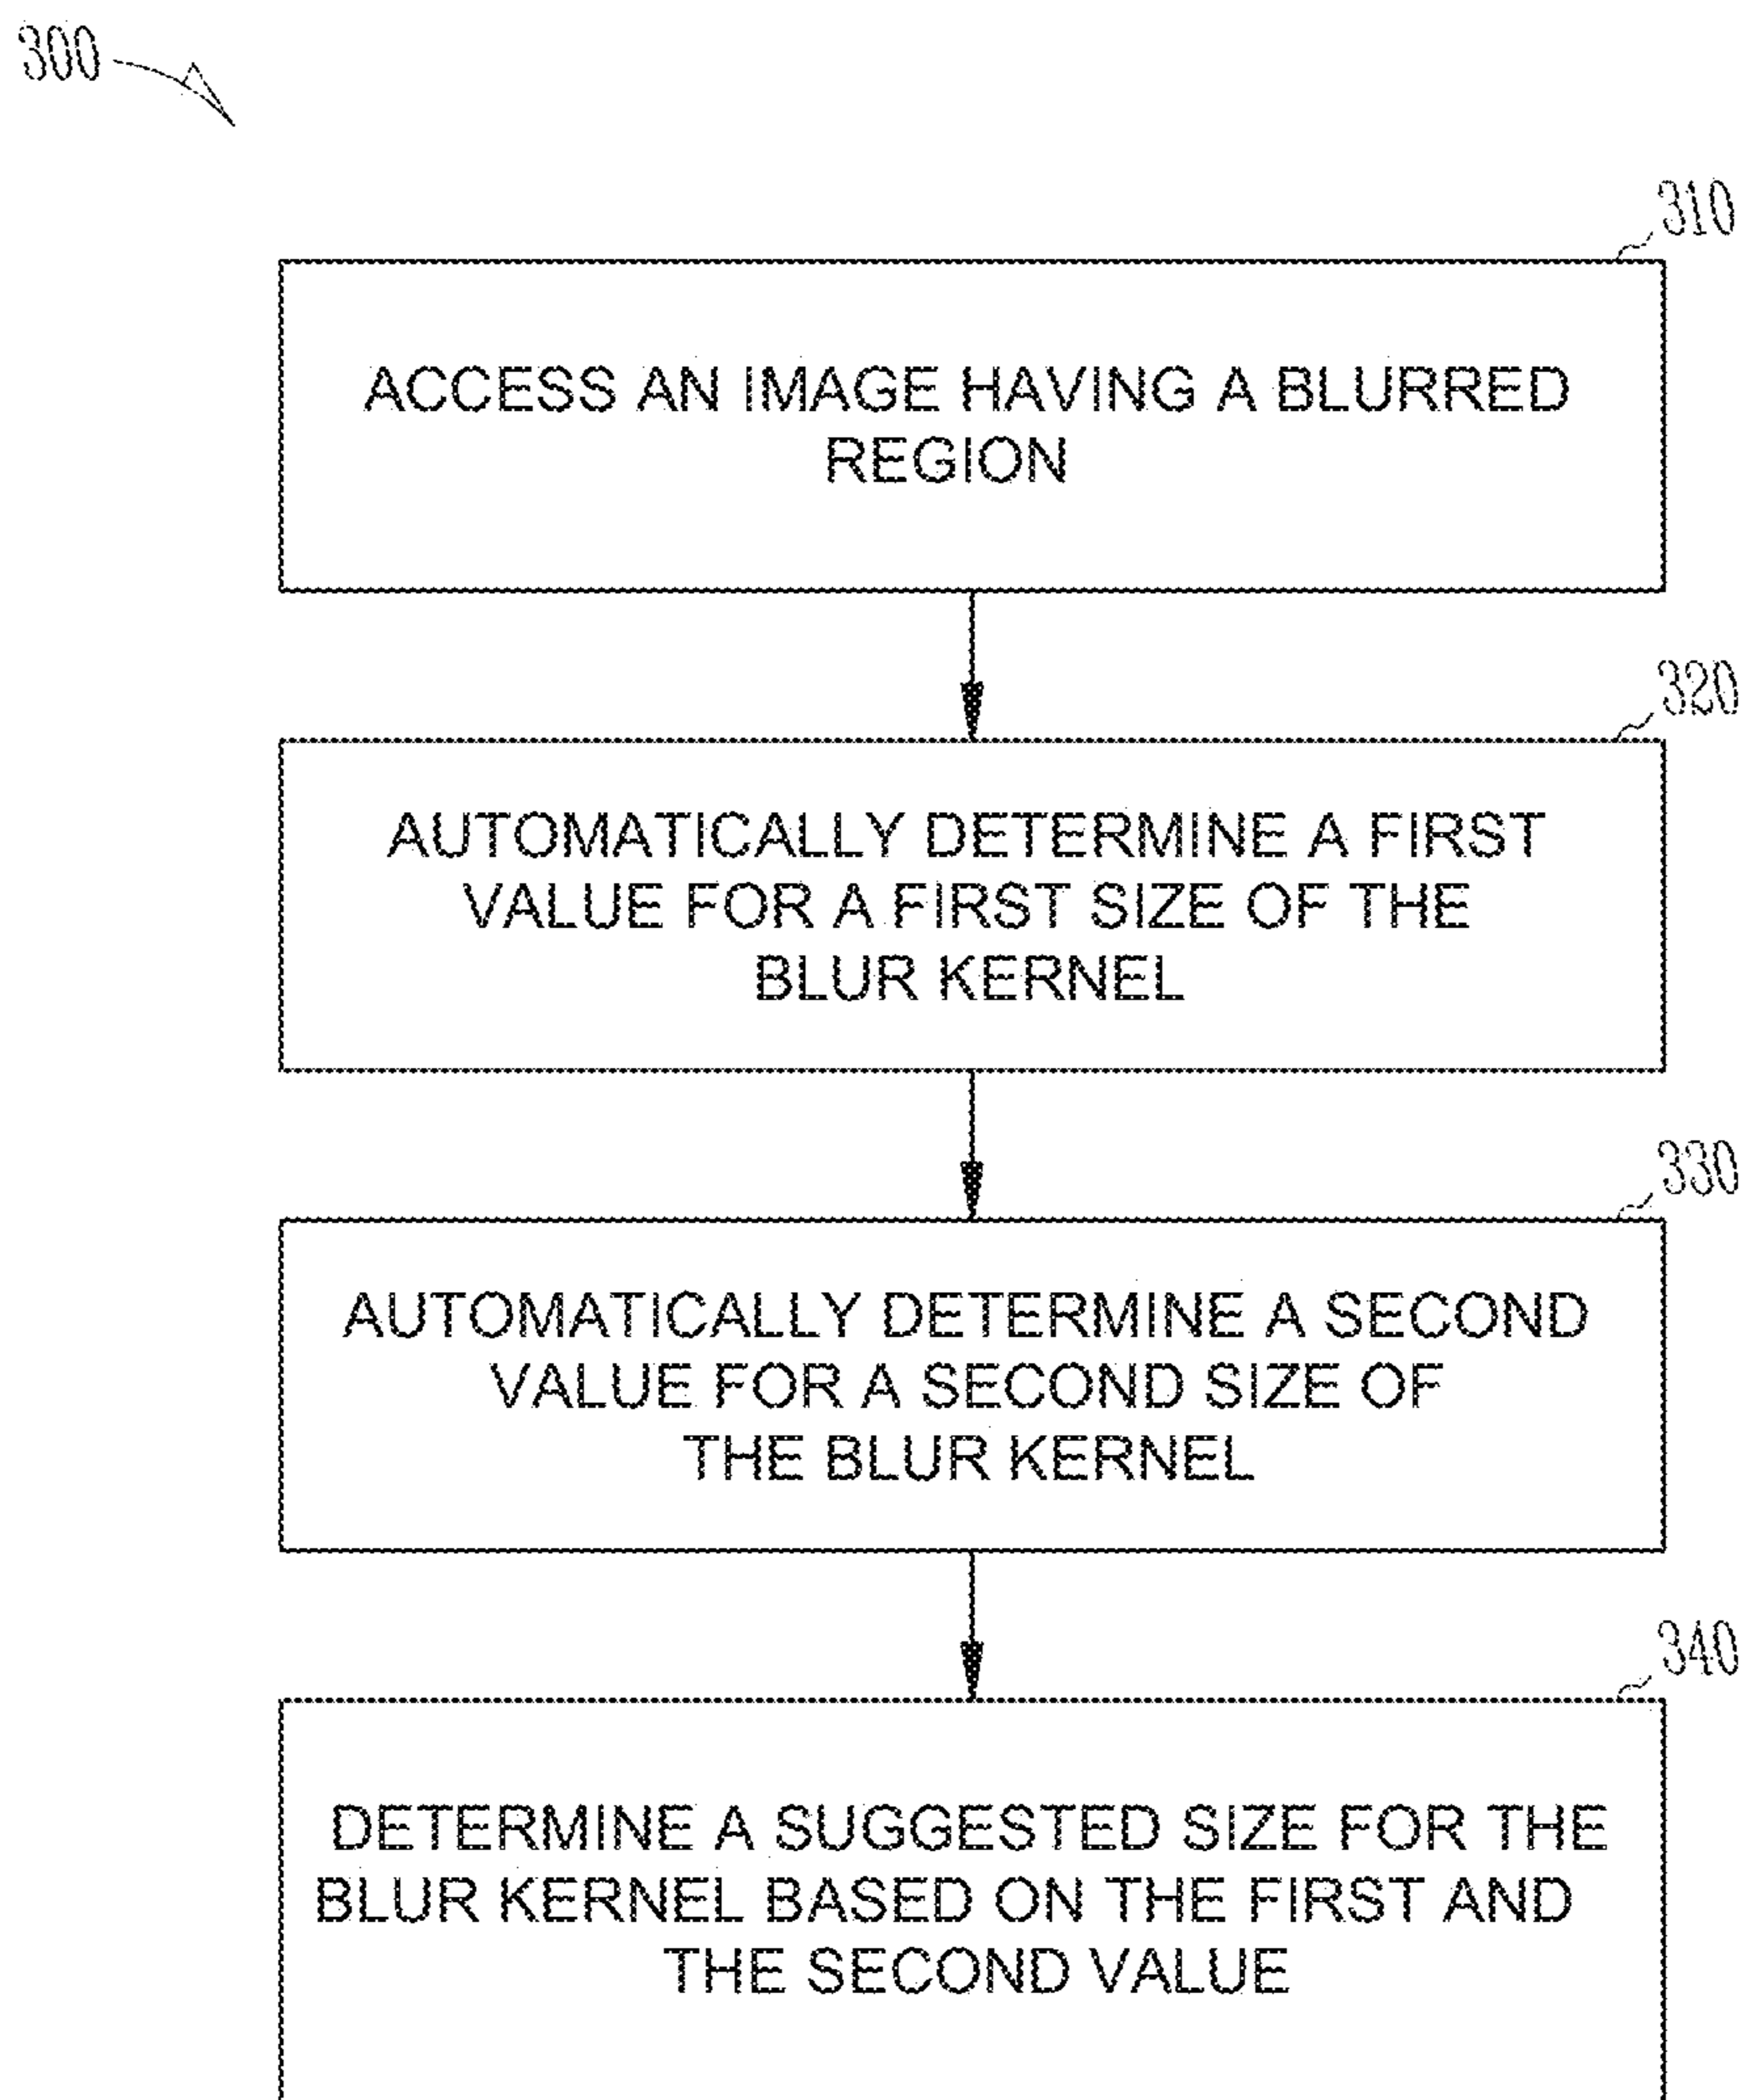 300
310
ACCESS AN IMAGE HAVING A BLURRED
REGION
320
AUTOMATICALLY DETERMINE A FIRST
VALUE FOR A FIRST SIZE OF THE
BLUR KERNEL
330
AUTOMATICALLY DETERMINE A SECOND
VALUE FOR A SECOND SIZE OF
THE BLUR KERNEL
340
DETERMINE A SUGGESTED SIZE FOR THE
BLUR KERNEL BASED ON THE FIRST AND
THE SECOND VALUE